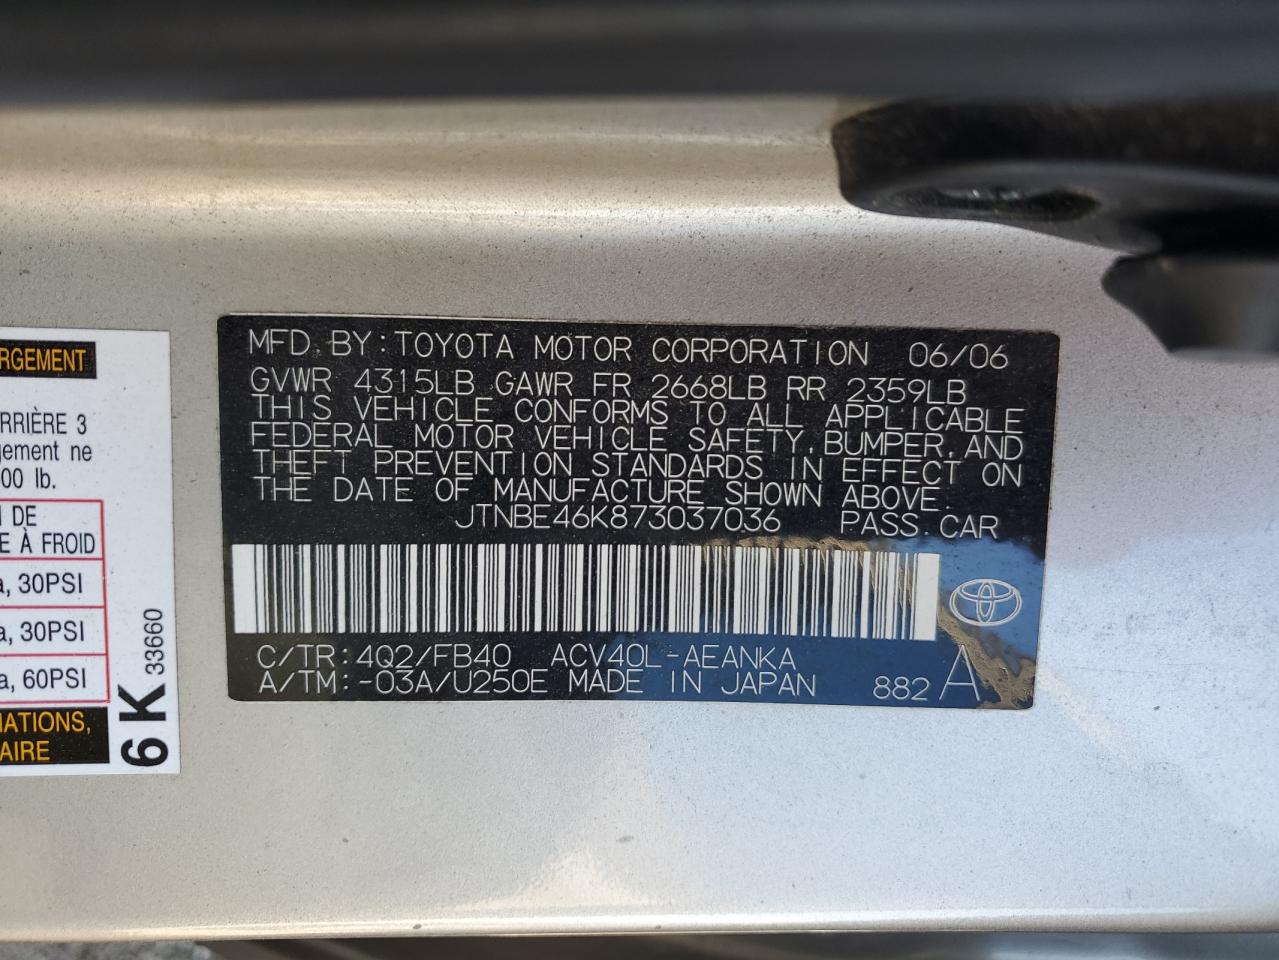 RGEMENT
RRIÈRE 3
gement ne
00 lb.
N DE
E À FROID
a, 30PSI
a, 30PSI
a, 60PSI
MATIONS,
AIRE
6K 33660
MFD. BY: TOYOTA MOTOR CORPORATION 06/06
GVWR 4315LB GAWR FR 2668LB RR 2359LB
THIS VEHICLE CONFORMS TO ALL APPLICABLE
FEDERAL MOTOR VEHICLE SAFETY, BUMPER, AND
THEFT PREVENTION STANDARDS IN EFFECT ON
THE DATE OF MANUFACTURE SHOWN ABOVE.
JTNBE46K873037036 PASS. CAR
C/TR: 4Q2/FB40 ACV40L-AEANKA
A/TM: -03A/U250E MADE IN JAPAN 882 A